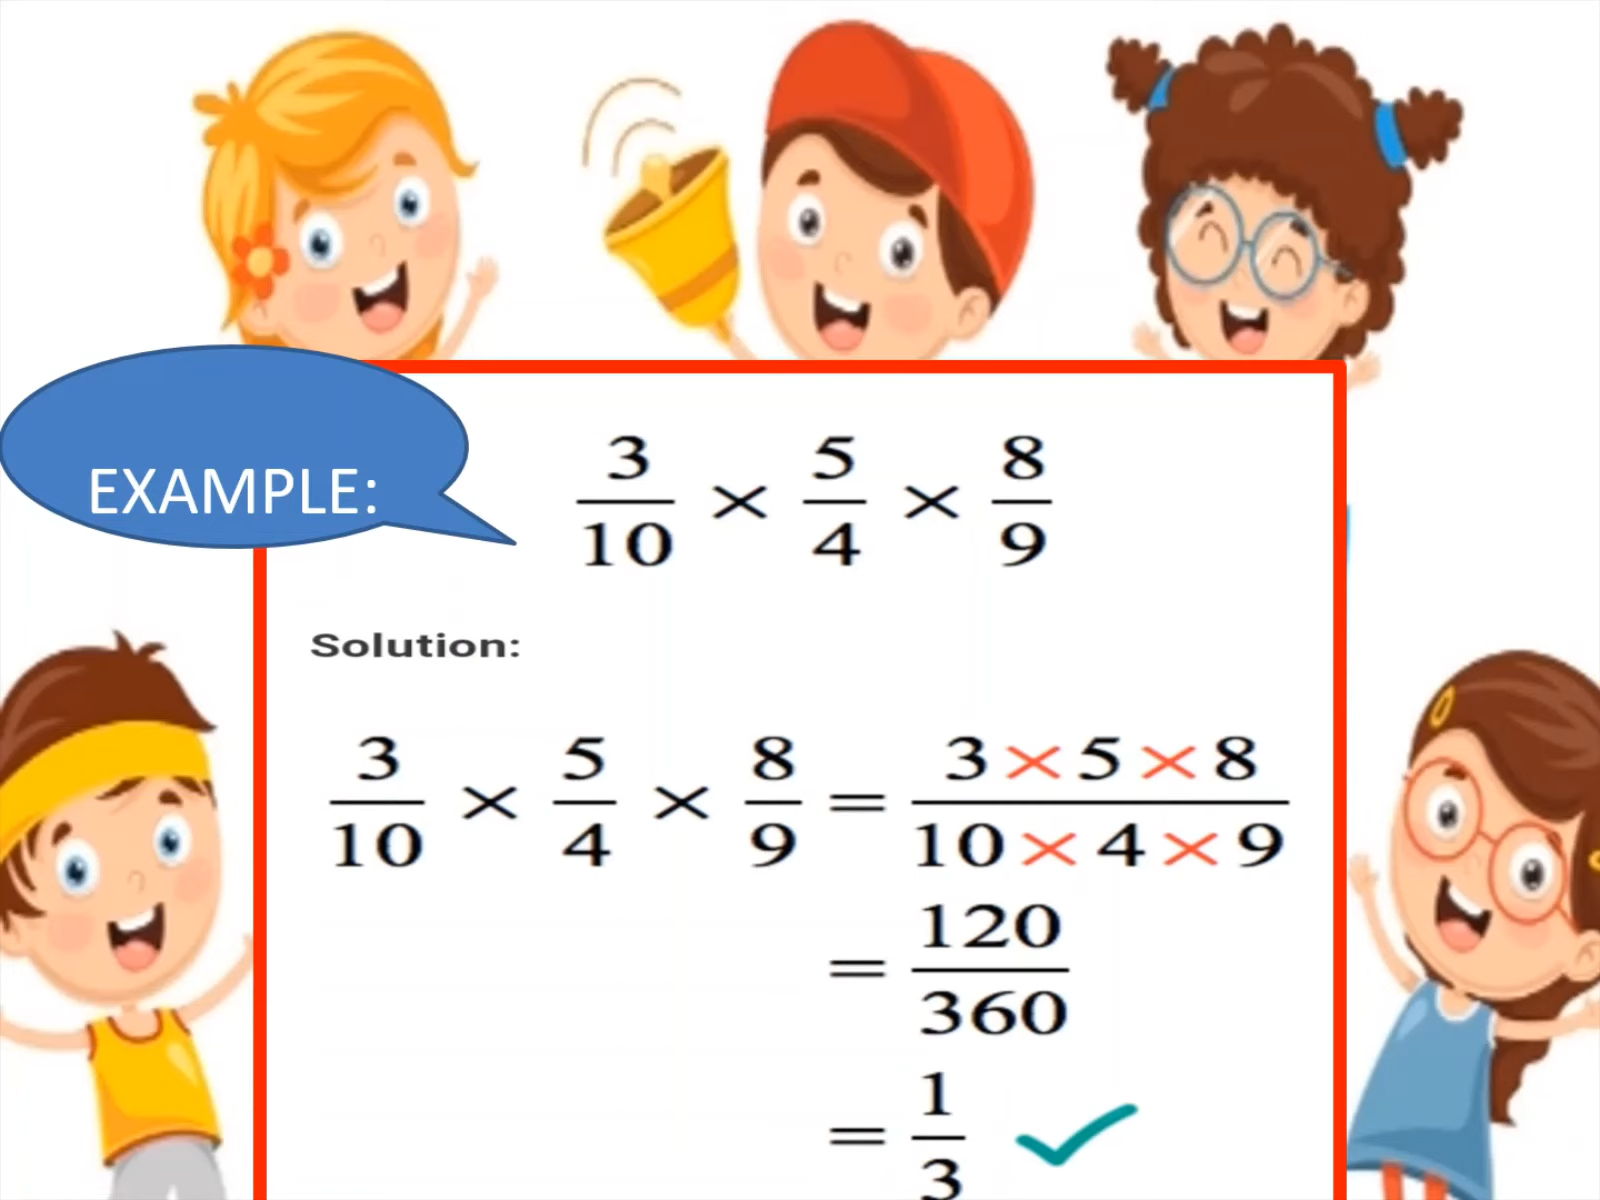 EXAMPLE:
3/10 × 5/4 × 8/9
Solution:
3/10 × 5/4 × 8/9 = 3×5×8/10×4×9
= 120/360
= 1/3